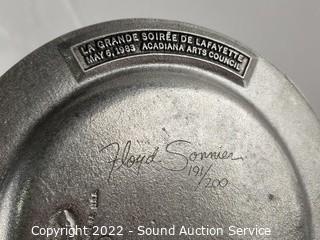 LA GRANDE SOIRÉE DE LAFAYETTE
MAY 6, 1983 ACADIANA ARTS COUNCIL
Floyd Sonnier
191/200
Copyright 2022 - Sound Auction Service